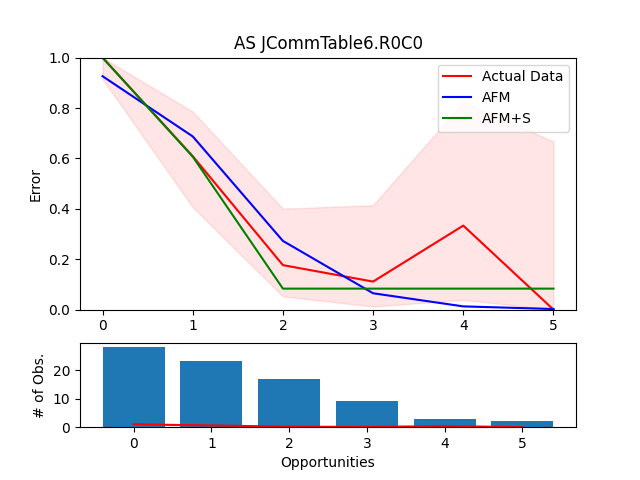 AS JCommTable6.R0C0
Error
1.0
0.8
0.6
0.4
0.2
0.0
Actual Data
AFM
AFM+S
0 1 2 3 4 5
# of Obs.
20
10
0
0 1 2 3 4 5
Opportunities